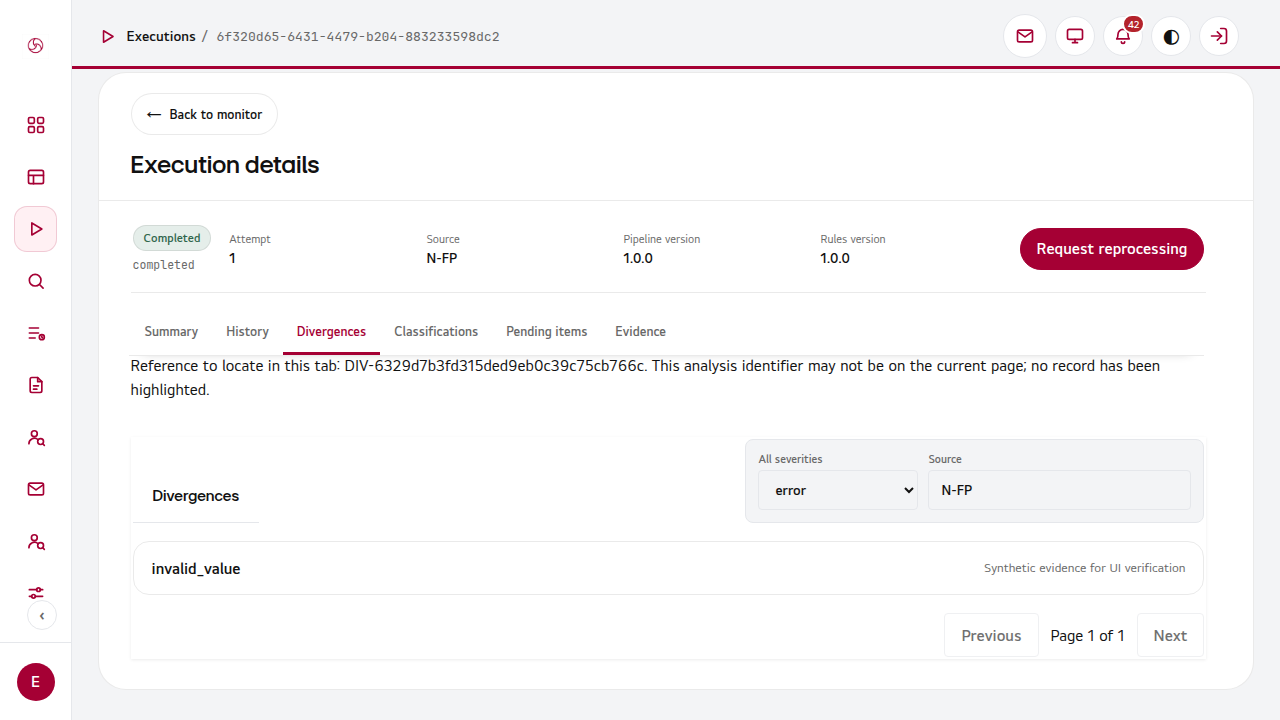 Executions / 6f320d65-6431-4479-b204-883233598dc2
42
← Back to monitor
Execution details
Completed
completed
Attempt
1
Source
N-FP
Pipeline version
1.0.0
Rules version
1.0.0
Request reprocessing
Summary History Divergences Classifications Pending items Evidence
Reference to locate in this tab: DIV-6329d7b3fd315ded9eb0c39c75cb766c. This analysis identifier may not be on the current page; no record has been
highlighted.
Divergences
All severities
error
Source
N-FP
invalid_value
Synthetic evidence for UI verification
Previous Page 1 of 1 Next
E